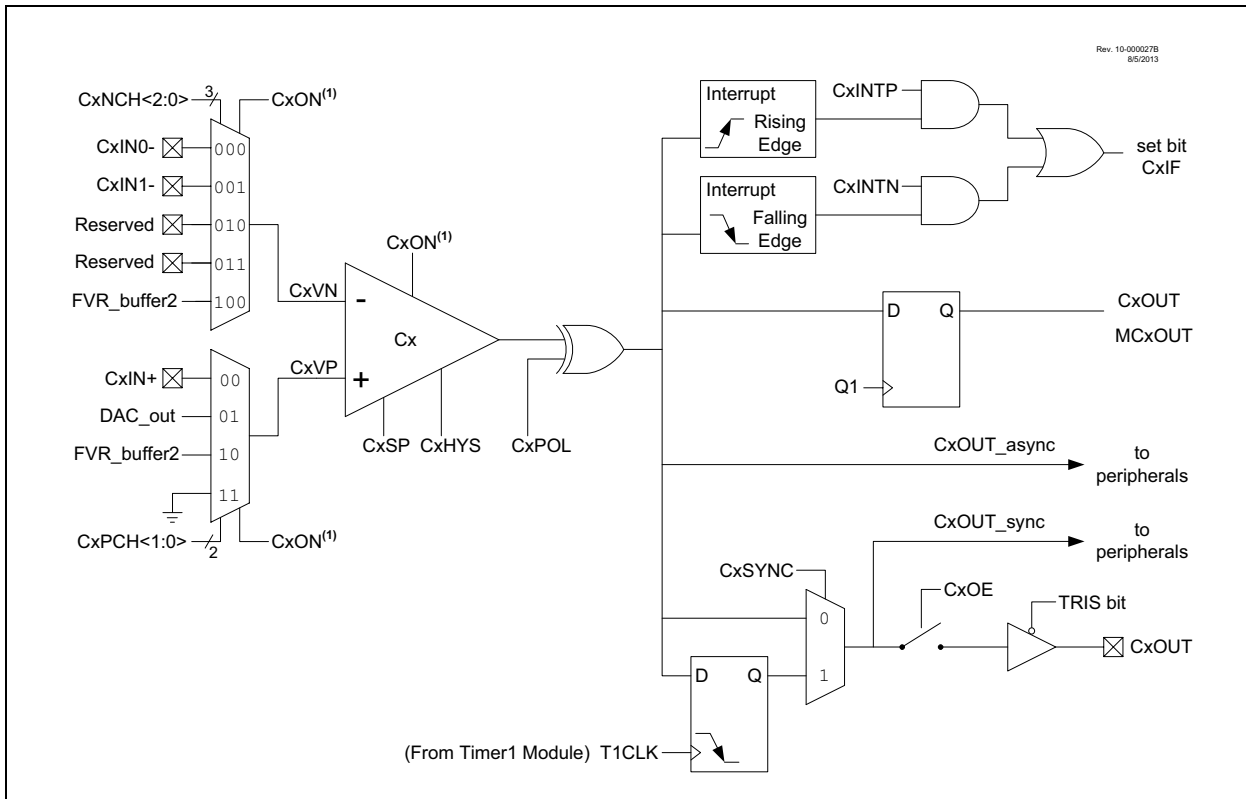 Rev. 10-000027B
8/5/2013
CxNCH<2:0>
3
CxON(1)
CxIN0-
000
CxIN1-
001
Reserved
010
Reserved
011
FVR_buffer2
100
CxVN
CxON(1)
-
Cx
+
CxVP
CxIN+
00
DAC_out
01
FVR_buffer2
10
11
CxPCH<1:0>
2
CxON(1)
CxSP
CxHYS
CxPOL
Interrupt
Rising
Edge
CxINTP
Interrupt
Falling
Edge
CxINTN
set bit
CxIF
D
Q
Q1
CxOUT
MCxOUT
CxOUT_async
to
peripherals
CxOUT_sync
to
peripherals
CxSYNC
0
1
CxOE
TRIS bit
CxOUT
D
Q
(From Timer1 Module) T1CLK